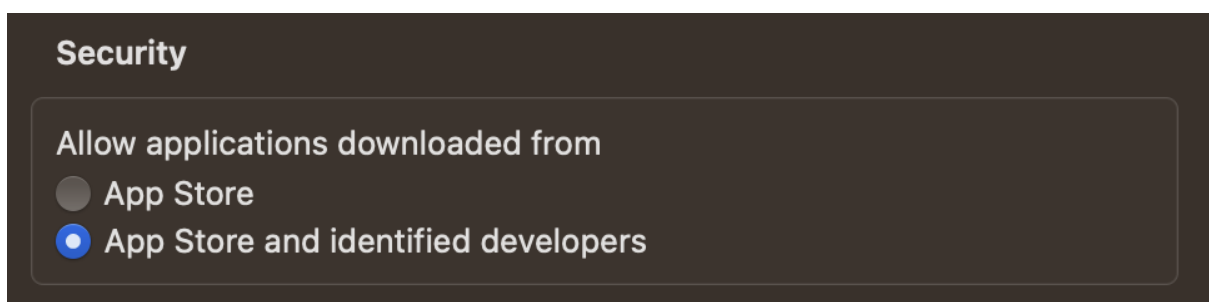 Security
Allow applications downloaded from
App Store
App Store and identified developers